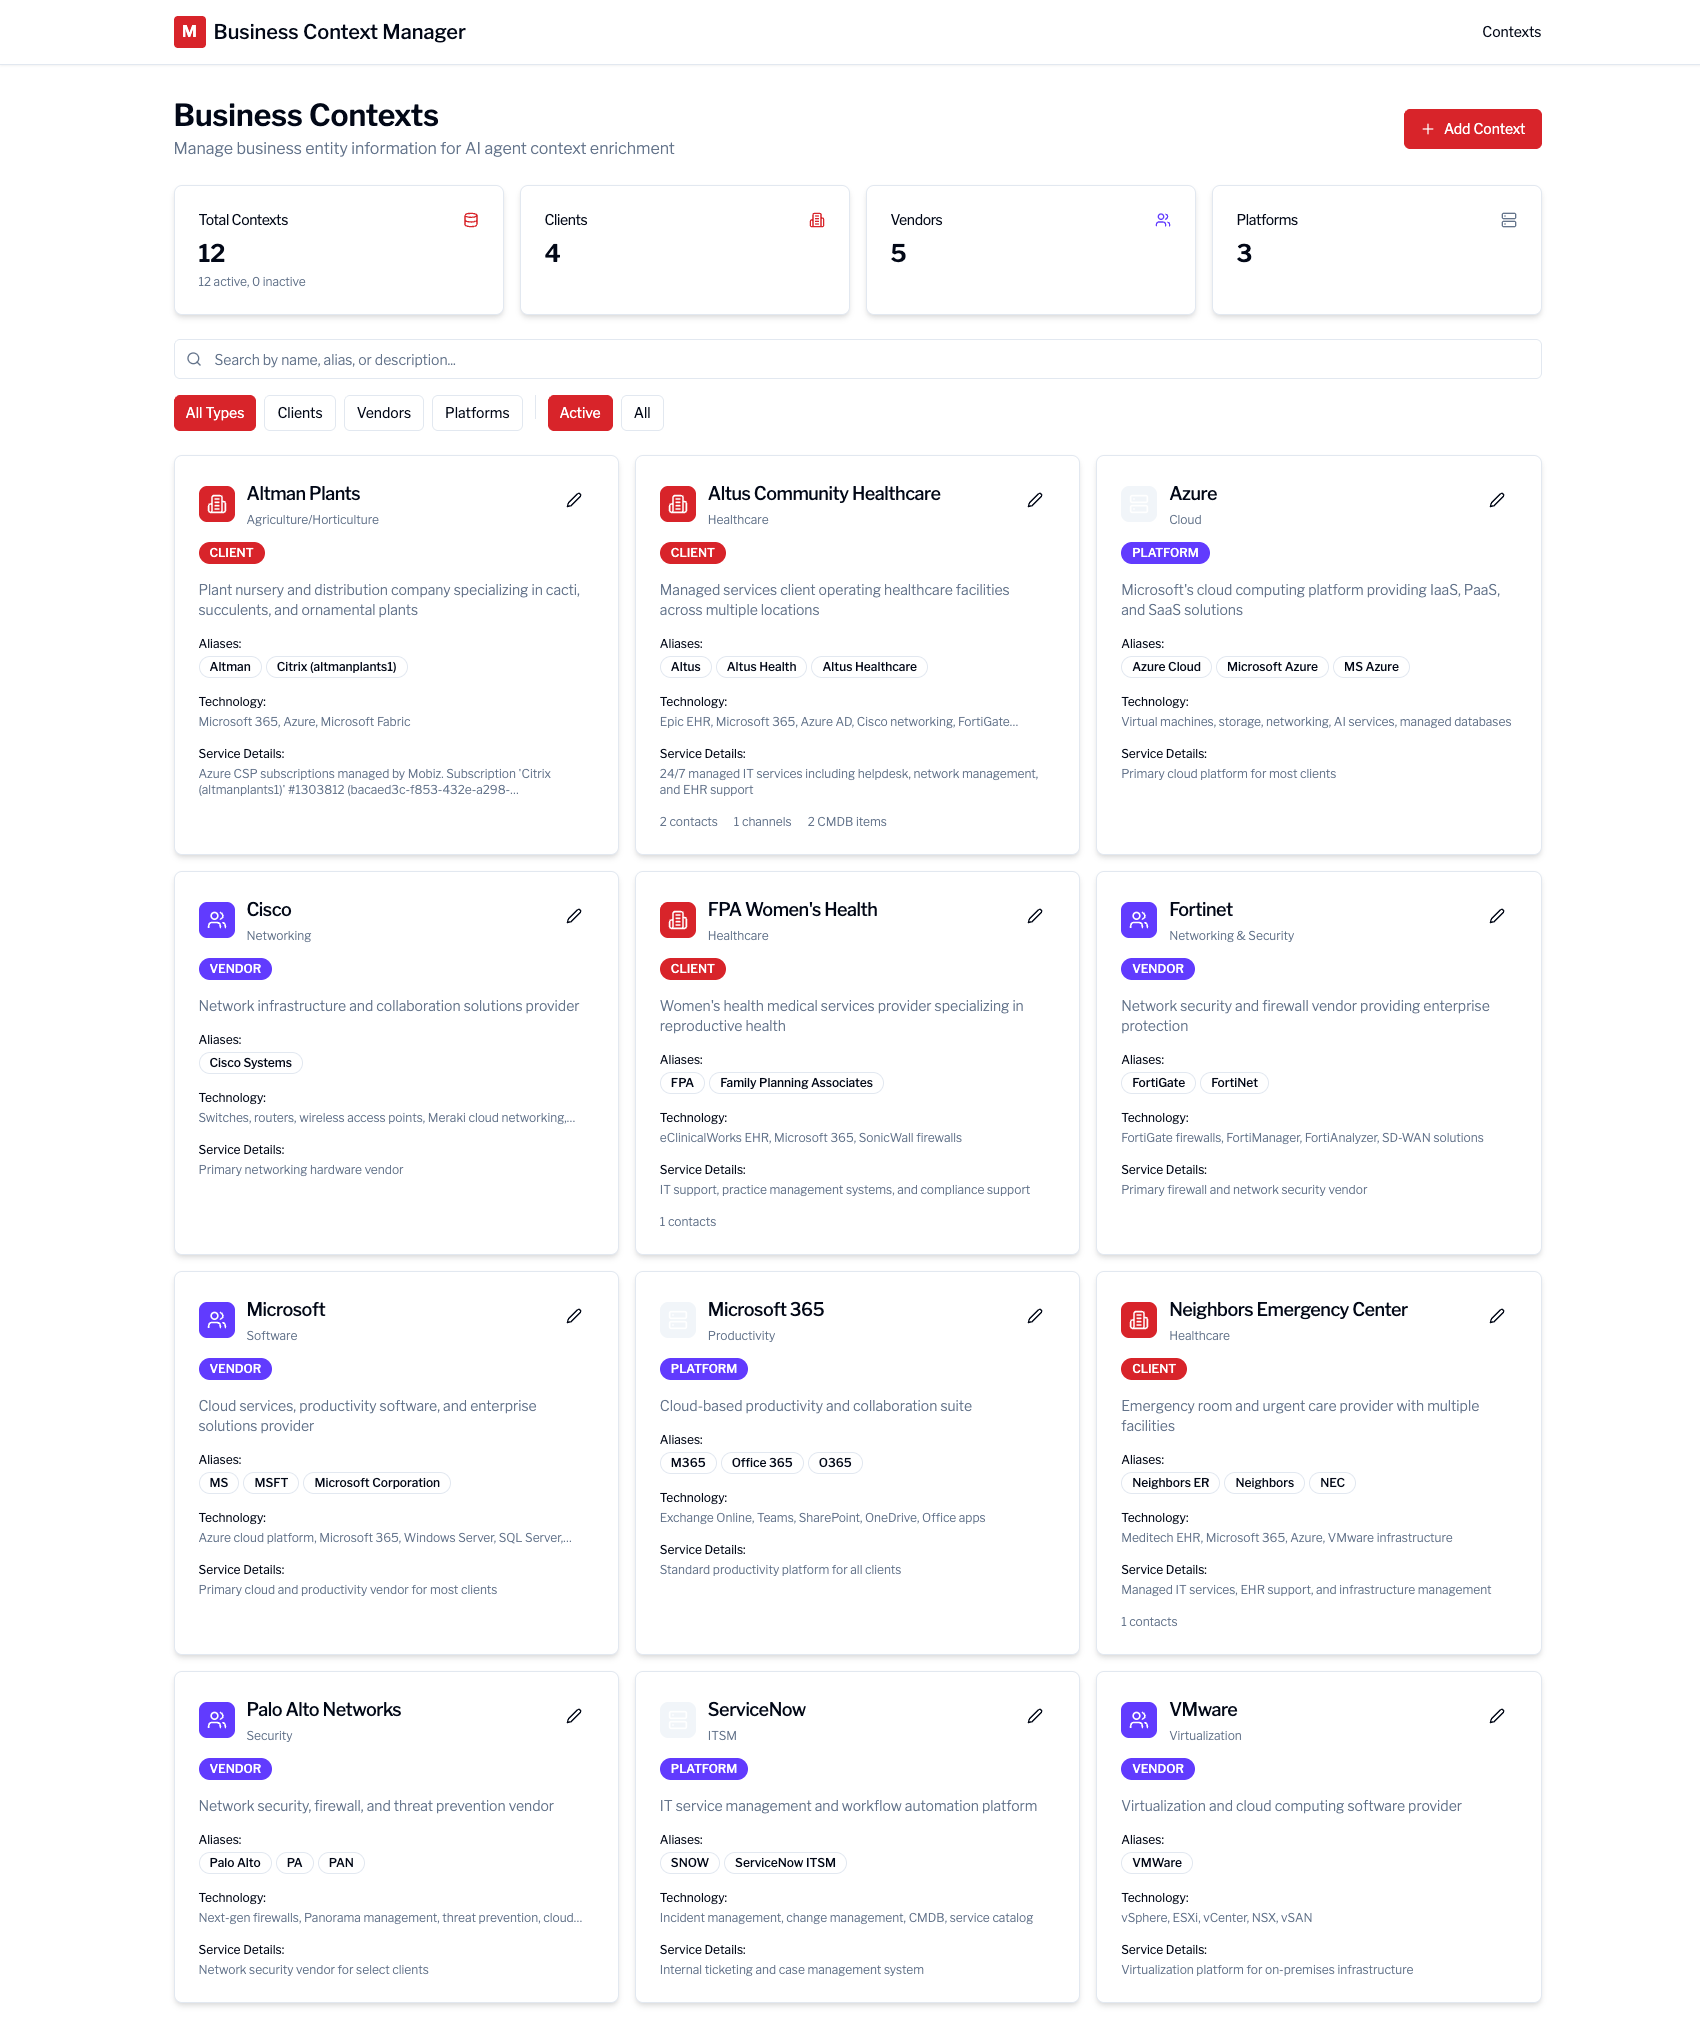 M Business Context Manager
Contexts
Business Contexts
Manage business entity information for AI agent context enrichment
Add Context
Total Contexts
12
12 active, 0 inactive
Clients
4
Vendors
5
Platforms
3
Search by name, alias, or description...
All Types Clients Vendors Platforms Active All
Altman Plants
Agriculture/Horticulture
CLIENT
Plant nursery and distribution company specializing in cacti,
succulents, and ornamental plants
Aliases:
Altman Citrix (altmanplants1)
Technology:
Microsoft 365, Azure, Microsoft Fabric
Service Details:
Azure CSP subscriptions managed by Mobiz. Subscription 'Citrix
(altmanplants1)' #1303812 (bacaed3c-f853-432e-a298-...
Altus Community Healthcare
Healthcare
CLIENT
Managed services client operating healthcare facilities
across multiple locations
Aliases:
Altus Altus Health Altus Healthcare
Technology:
Epic EHR, Microsoft 365, Azure AD, Cisco networking, FortiGate...
Service Details:
24/7 managed IT services including helpdesk, network management,
and EHR support
2 contacts 1 channels 2 CMDB items
Azure
Cloud
PLATFORM
Microsoft's cloud computing platform providing IaaS, PaaS,
and SaaS solutions
Aliases:
Azure Cloud Microsoft Azure MS Azure
Technology:
Virtual machines, storage, networking, AI services, managed databases
Service Details:
Primary cloud platform for most clients
Cisco
Networking
VENDOR
Network infrastructure and collaboration solutions provider
Aliases:
Cisco Systems
Technology:
Switches, routers, wireless access points, Meraki cloud networking,...
Service Details:
Primary networking hardware vendor
FPA Women's Health
Healthcare
CLIENT
Women's health medical services provider specializing in
reproductive health
Aliases:
FPA Family Planning Associates
Technology:
eClinicalWorks EHR, Microsoft 365, SonicWall firewalls
Service Details:
IT support, practice management systems, and compliance support
1 contacts
Fortinet
Networking & Security
VENDOR
Network security and firewall vendor providing enterprise
protection
Aliases:
FortiGate FortiNet
Technology:
FortiGate firewalls, FortiManager, FortiAnalyzer, SD-WAN solutions
Service Details:
Primary firewall and network security vendor
Microsoft
Software
VENDOR
Cloud services, productivity software, and enterprise
solutions provider
Aliases:
MS MSFT Microsoft Corporation
Technology:
Azure cloud platform, Microsoft 365, Windows Server, SQL Server,...
Service Details:
Primary cloud and productivity vendor for most clients
Microsoft 365
Productivity
PLATFORM
Cloud-based productivity and collaboration suite
Aliases:
M365 Office 365 O365
Technology:
Exchange Online, Teams, SharePoint, OneDrive, Office apps
Service Details:
Standard productivity platform for all clients
Neighbors Emergency Center
Healthcare
CLIENT
Emergency room and urgent care provider with multiple
facilities
Aliases:
Neighbors ER Neighbors NEC
Technology:
Meditech EHR, Microsoft 365, Azure, VMware infrastructure
Service Details:
Managed IT services, EHR support, and infrastructure management
1 contacts
Palo Alto Networks
Security
VENDOR
Network security, firewall, and threat prevention vendor
Aliases:
Palo Alto PA PAN
Technology:
Next-gen firewalls, Panorama management, threat prevention, cloud...
Service Details:
Network security vendor for select clients
ServiceNow
ITSM
PLATFORM
IT service management and workflow automation platform
Aliases:
SNOW ServiceNow ITSM
Technology:
Incident management, change management, CMDB, service catalog
Service Details:
Internal ticketing and case management system
VMware
Virtualization
VENDOR
Virtualization and cloud computing software provider
Aliases:
VMWare
Technology:
vSphere, ESXi, vCenter, NSX, vSAN
Service Details:
Virtualization platform for on-premises infrastructure